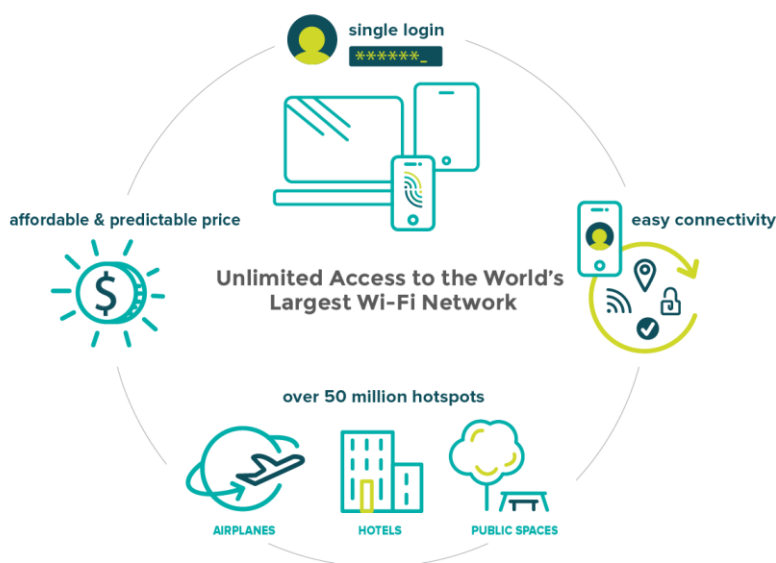 single login
******_
affordable & predictable price
easy connectivity
$
Unlimited Access to the World's
Largest Wi-Fi Network
over 50 million hotspots
AIRPLANES
HOTELS
PUBLIC SPACES